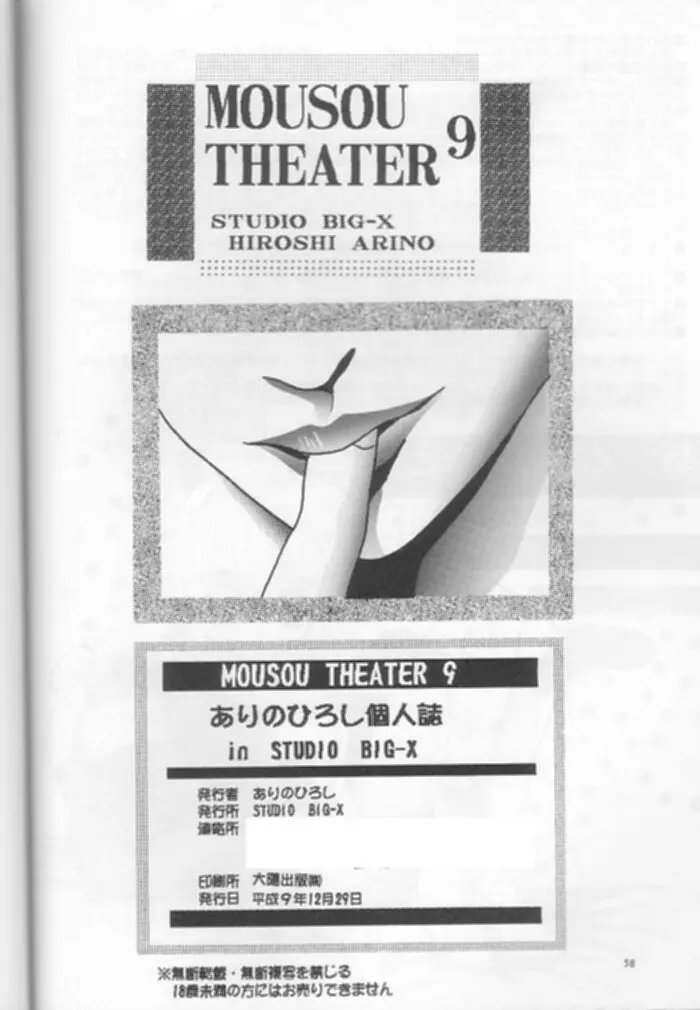 MOUSOU
THEATER 9
STUDIO BIG-X
HIROSHI ARINO
MOUSOU THEATER 9
ありのひろし個人誌
in STUDIO BIG-X
発行者 ありのひろし
発行所 STUDIO BIG-X
連絡所
印刷所 大陽出版㈱
発行日 平成9年12月29日
58
※無断転載・無断複写を禁じる
18歳未満の方にはお売りできません